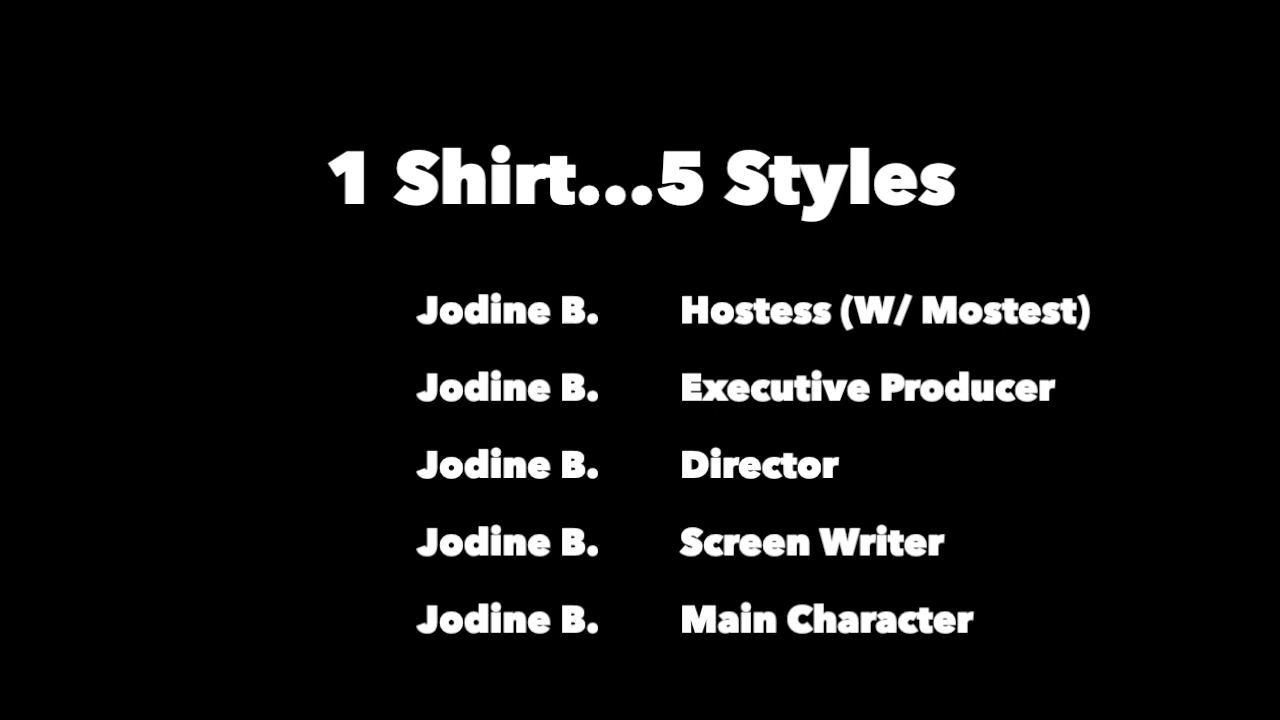 1 Shirt...5 Styles
Jodine B. Hostess (W/ Mostest)
Jodine B. Executive Producer
Jodine B. Director
Jodine B. Screen Writer
Jodine B. Main Character